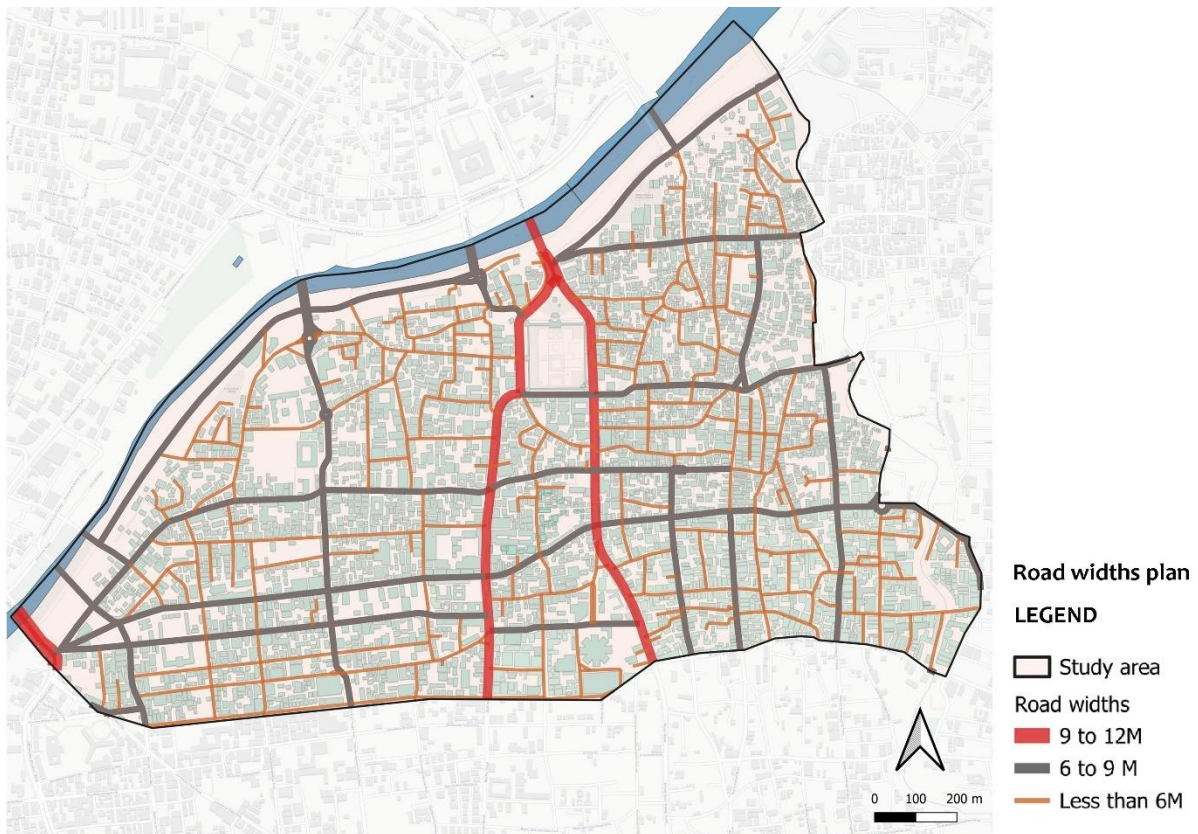 Road widths plan
LEGEND
Study area
Road widths
9 to 12M
6 to 9 M
Less than 6M
0 100 200 m